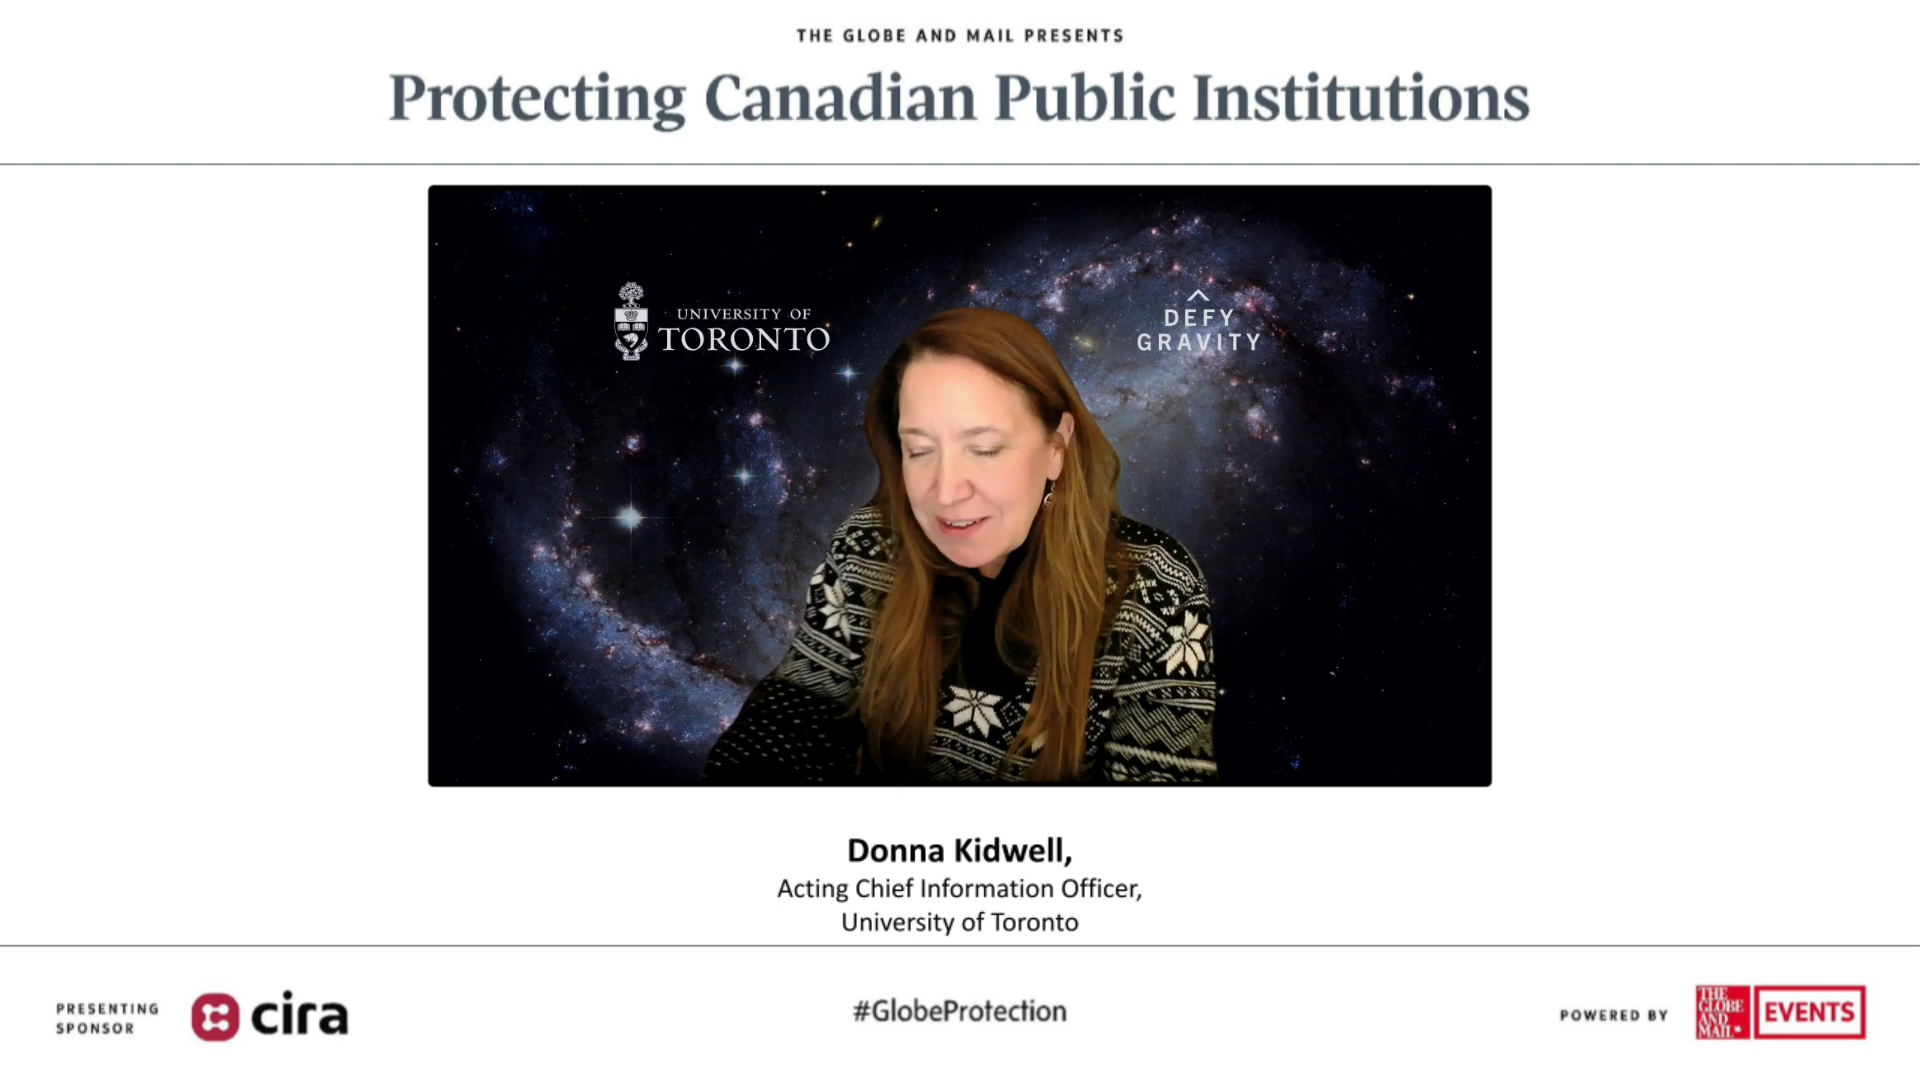 THE GLOBE AND MAIL PRESENTS
Protecting Canadian Public Institutions
UNIVERSITY OF
TORONTO
DEFY
GRAVITY
Donna Kidwell,
Acting Chief Information Officer,
University of Toronto
PRESENTING
SPONSOR
cira
#GlobeProtection
POWERED BY
THE
GLOBE
AND
MAIL
EVENTS